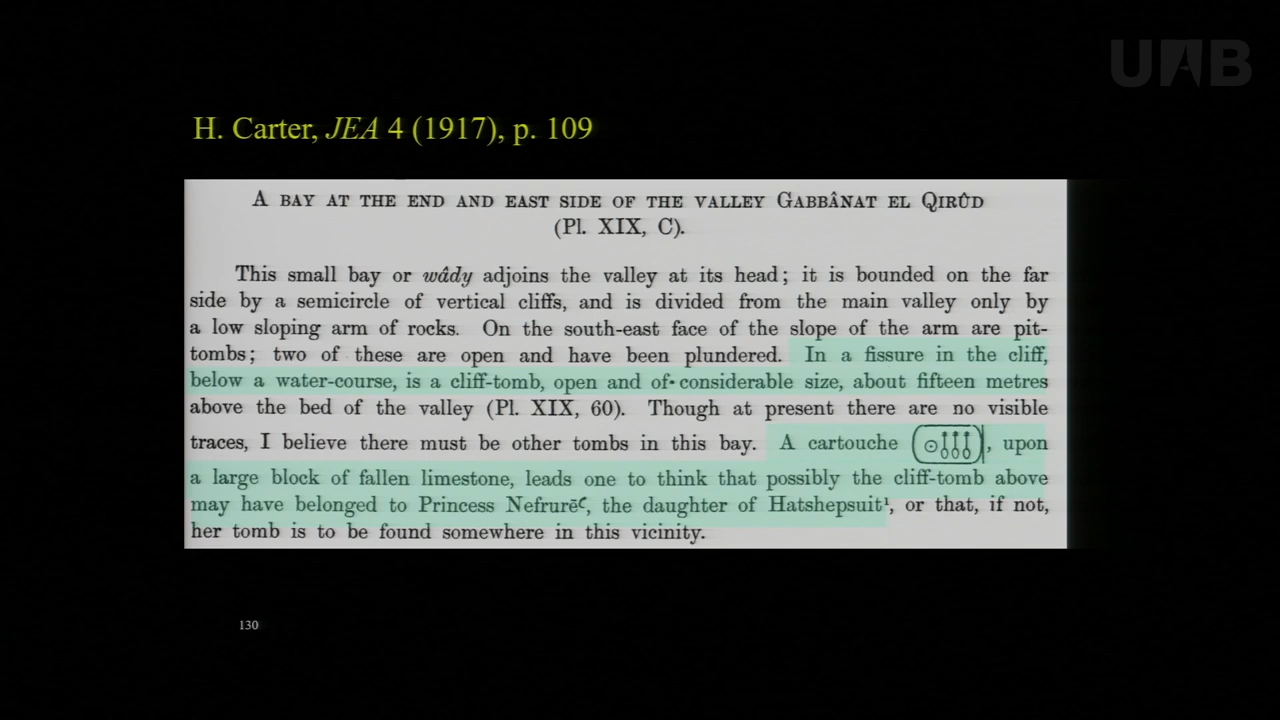 UAB
H. Carter, JEA 4 (1917), p. 109
A BAY AT THE END AND EAST SIDE OF THE VALLEY GABBÂNAT EL QIRÛD
(Pl. XIX, C).
This small bay or wâdy adjoins the valley at its head; it is bounded on the far
side by a semicircle of vertical cliffs, and is divided from the main valley only by
a low sloping arm of rocks. On the south-east face of the slope of the arm are pit-
tombs; two of these are open and have been plundered. In a fissure in the cliff,
below a water-course, is a cliff-tomb, open and of considerable size, about fifteen metres
above the bed of the valley (Pl. XIX, 60). Though at present there are no visible
traces, I believe there must be other tombs in this bay. A cartouche , upon
a large block of fallen limestone, leads one to think that possibly the cliff-tomb above
may have belonged to Princess Nefrurēʿ, the daughter of Hatshepsuit¹, or that, if not,
her tomb is to be found somewhere in this vicinity.
130